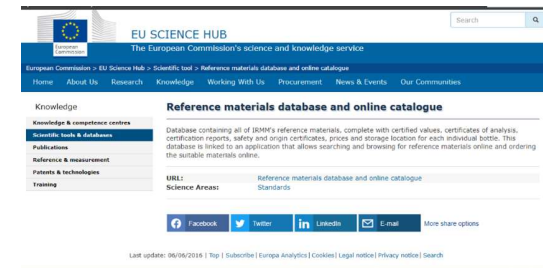 Search
European
Commission
EU SCIENCE HUB
The European Commission's science and knowledge service
European Commission > EU Science Hub > Scientific tool > Reference materials database and online catalogue
Home About Us Research Knowledge Working With Us Procurement News & Events Our Communities
Knowledge
Knowledge & competence centres
Scientific tools & databases
Publications
Reference & measurement
Patents & technologies
Training
Reference materials database and online catalogue
Database containing all of IRMM's reference materials, complete with certified values, certificates of analysis,
certification reports, safety and origin certificates, prices and storage location for each individual bottle. This
database is linked to an application that allows searching and browsing for reference materials online and ordering
the suitable materials online.
URL: Reference materials database and online catalogue
Science Areas: Standards
Facebook Twitter LinkedIn E-mail More share options
Last update: 06/06/2016 | Top | Subscribe | Europa Analytics | Cookies | Legal notice | Privacy notice | Search